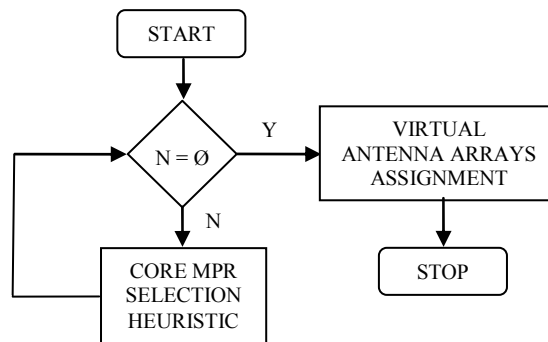 START
N = Ø
Y
VIRTUAL
ANTENNA ARRAYS
ASSIGNMENT
N
CORE MPR
SELECTION
HEURISTIC
STOP